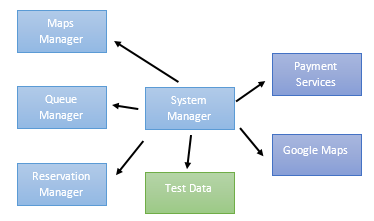 Maps
Manager
Payment
Services
Queue
Manager
System
Manager
Google Maps
Reservation
Manager
Test Data